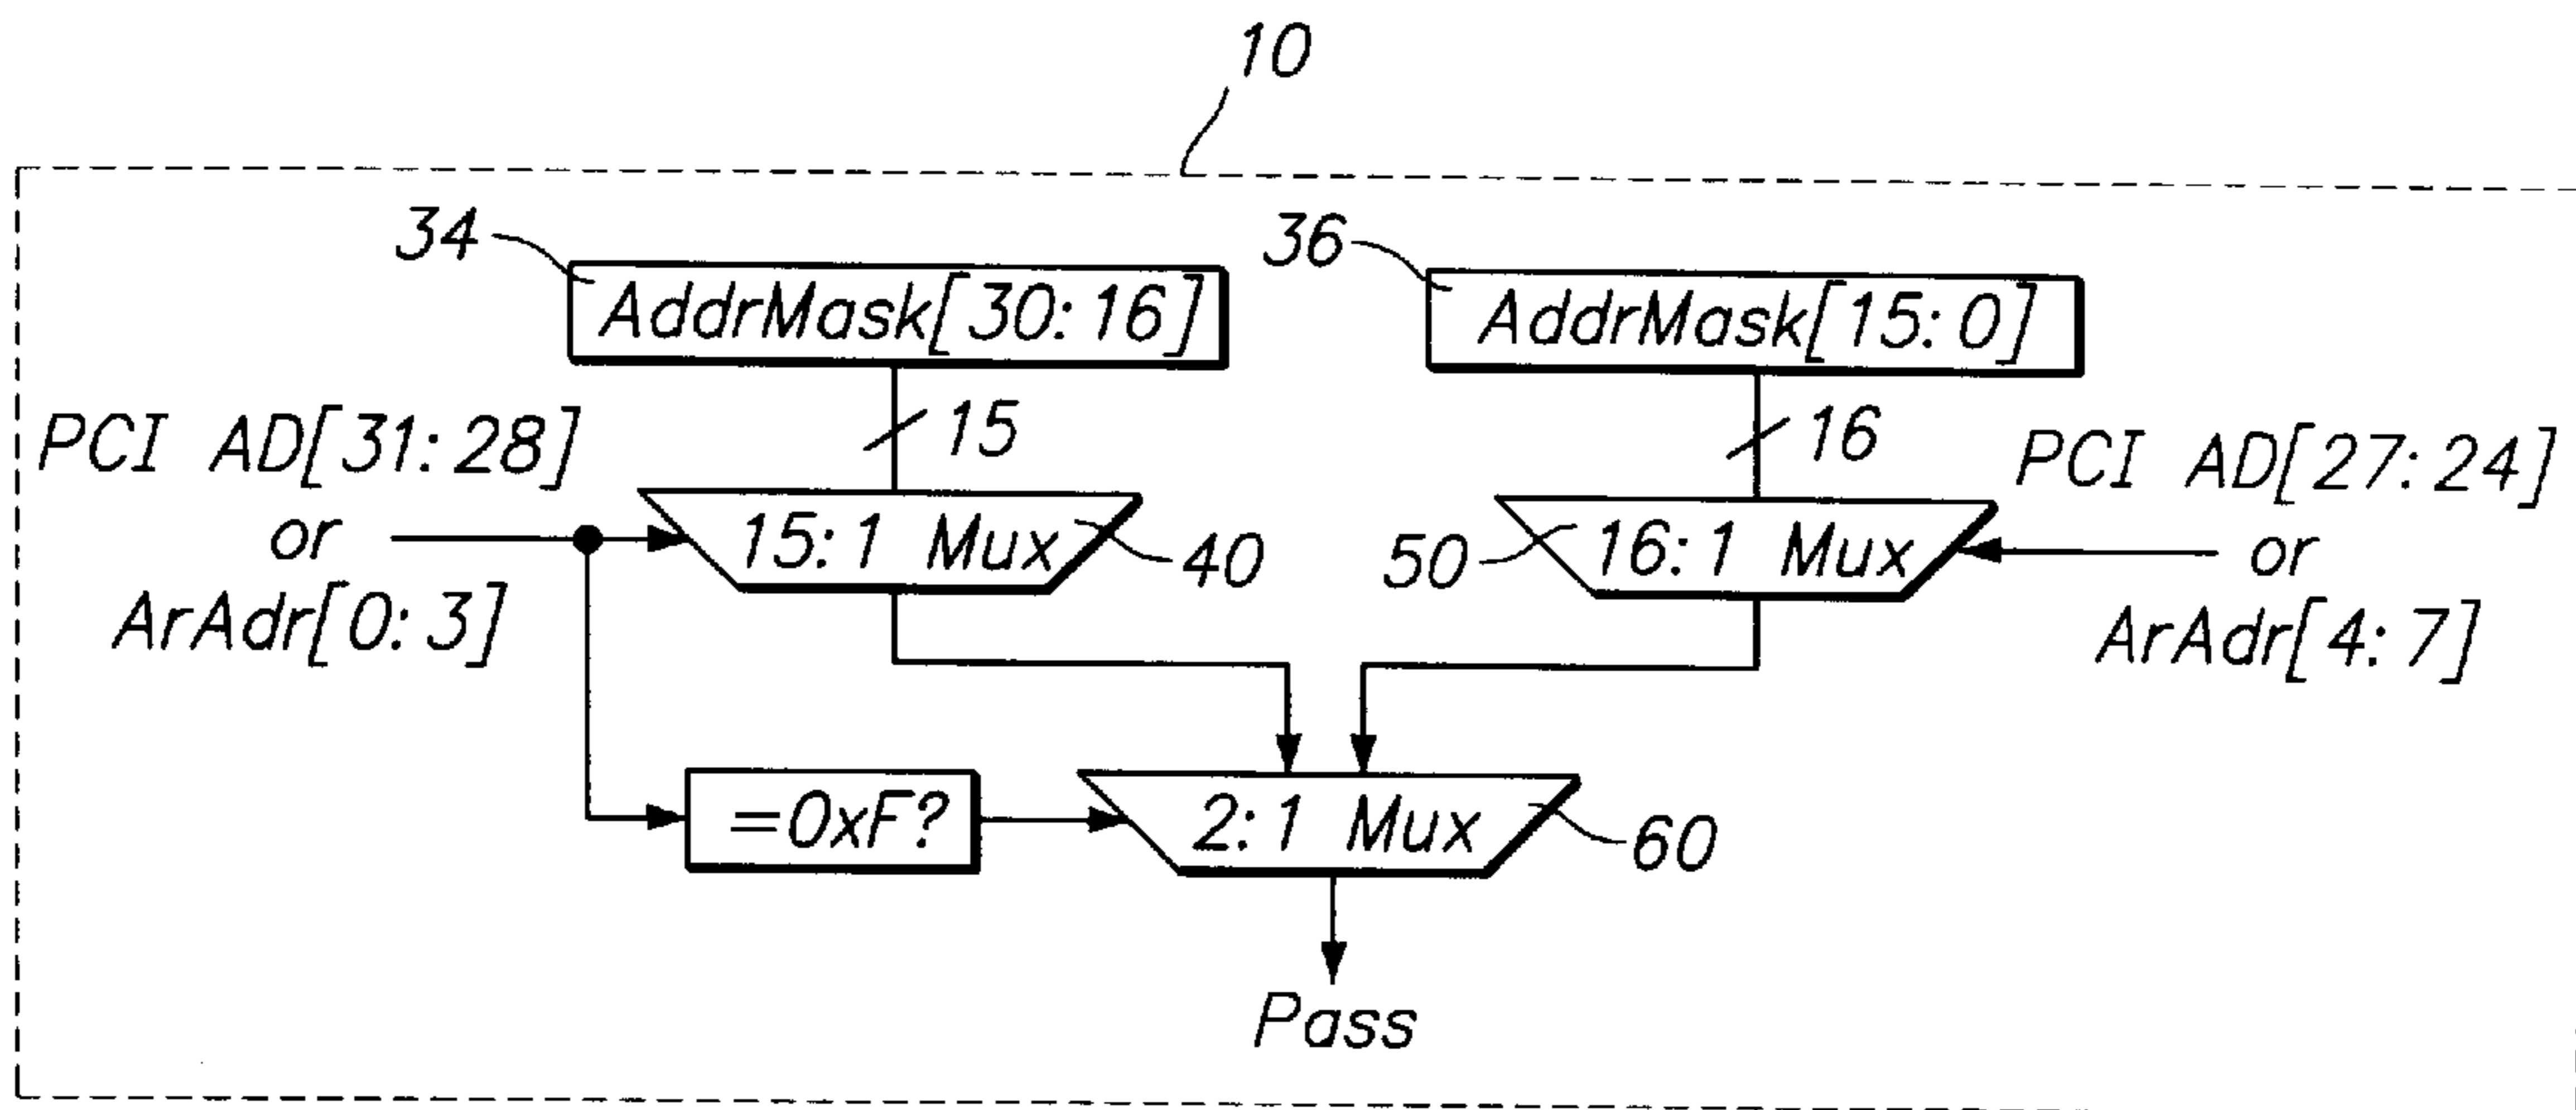 10
34
AddrMask[30:16]
36
AddrMask[15:0]
15
16
PCI AD[31:28]
or
ArAdr[0:3]
15:1 Mux
40
50
16:1 Mux
PCI AD[27:24]
or
ArAdr[4:7]
=0xF?
2:1 Mux
60
Pass